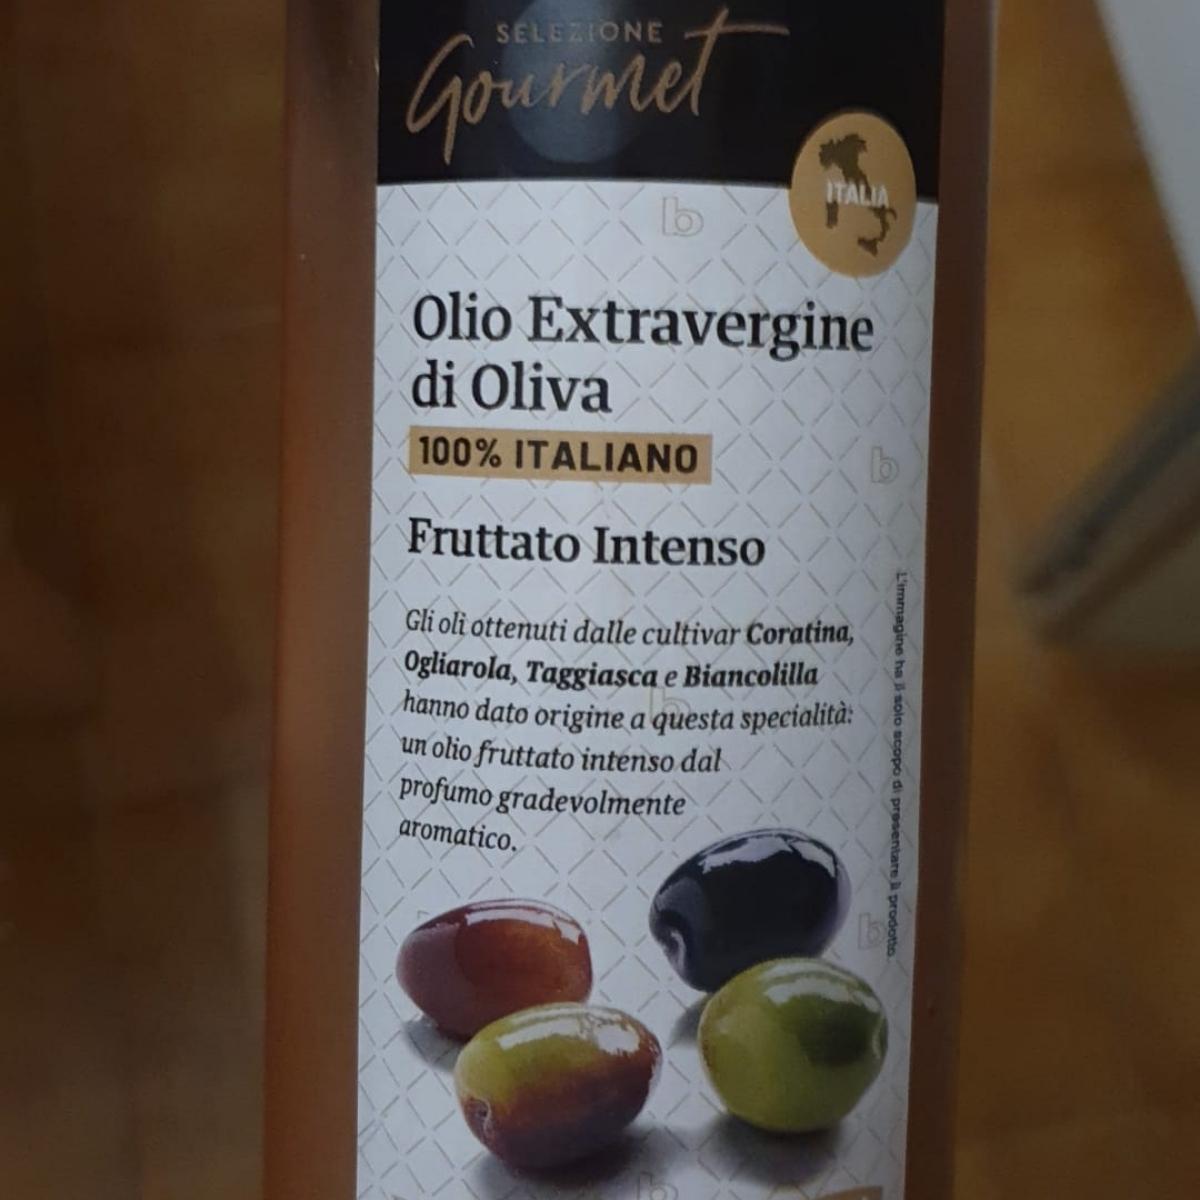 SELEZIONE
Gourmet
ITALIA
b
Olio Extravergine
di Oliva
100% ITALIANO
b
Fruttato Intenso
Gli oli ottenuti dalle cultivar Coratina,
Ogliarola, Taggiasca e Biancolilla
hanno dato origine a questa specialità:
un olio fruttato intenso dal
profumo gradevolmente
aromatico.
L'immagine ha il solo scopo di presentare il prodotto.
b
b
b